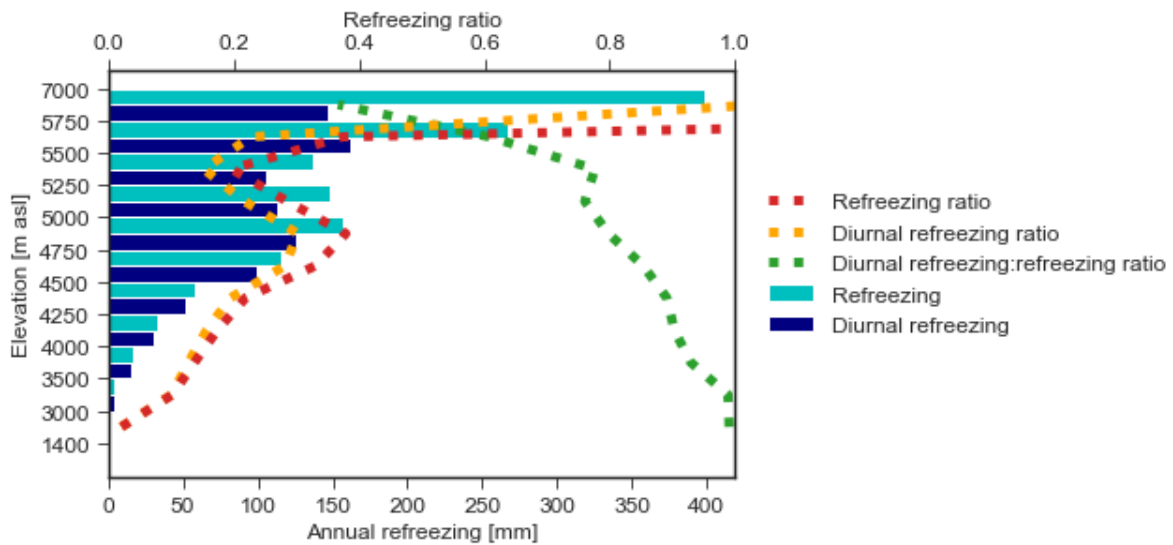 Refreezing ratio
0.0 0.2 0.4 0.6 0.8 1.0
Elevation [m asl]
7000
5750
5500
5250
5000
4750
4500
4250
4000
3500
3000
1400
0 50 100 150 200 250 300 350 400
Annual refreezing [mm]
Refreezing ratio
Diurnal refreezing ratio
Diurnal refreezing:refreezing ratio
Refreezing
Diurnal refreezing